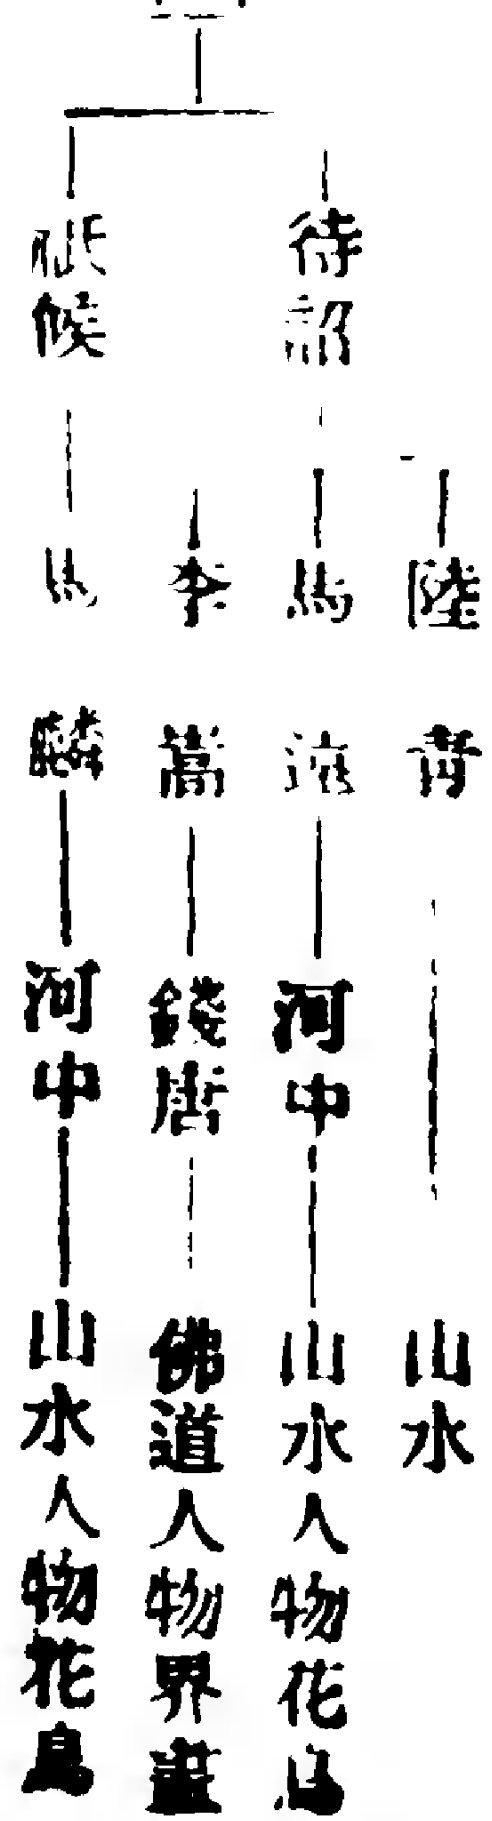 陸青 山水
待詔 馬 河中 山水人物花鳥
李嵩 錢唐 佛道人物界畫
祗候 馬麟 河中 山水人物花鳥